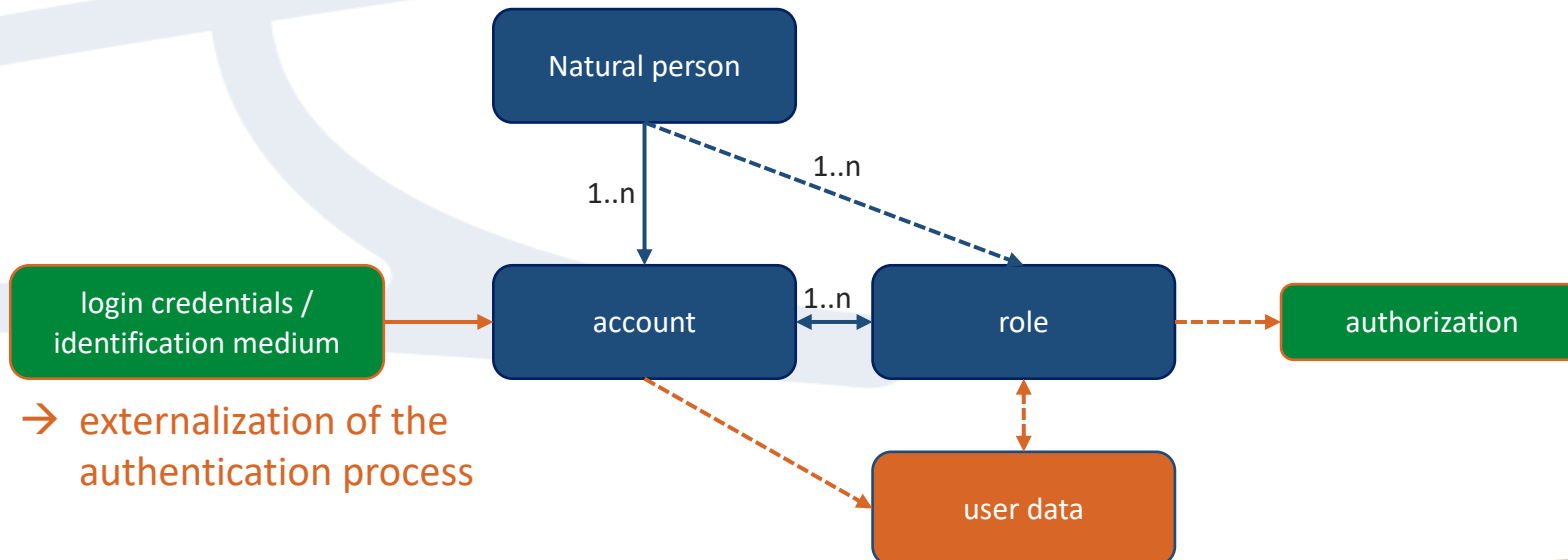 Natural person
1..n
1..n
login credentials /
identification medium
account
1..n
role
authorization
→ externalization of the
authentication process
user data